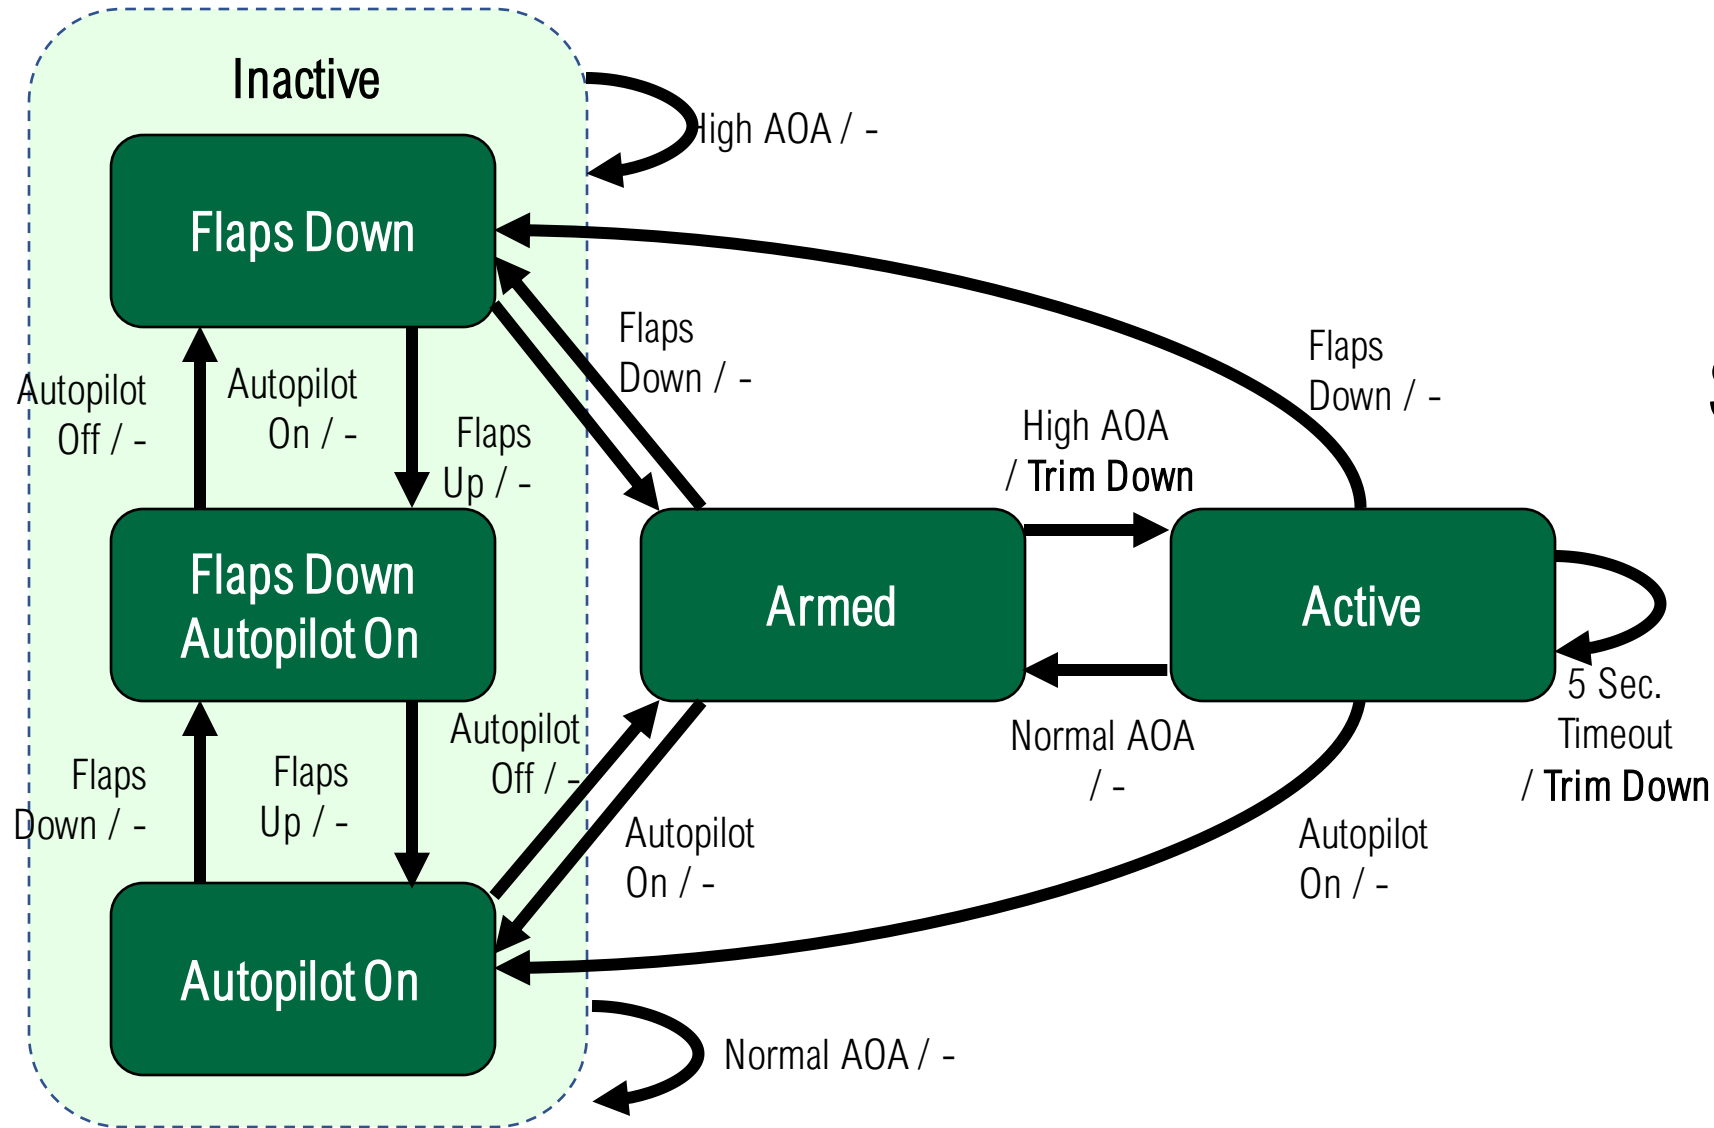 Inactive
High AOA / -
Flaps Down
Flaps
Down / -
Flaps
Down / -
Autopilot
Off / -
Autopilot
On / -
Flaps
Up / -
High AOA
/ Trim Down
Flaps Down
Autopilot On
Armed
Active
5 Sec.
Timeout
/ Trim Down
Normal AOA
/ -
Autopilot
Off / -
Flaps
Down / -
Flaps
Up / -
Autopilot
On / -
Autopilot
On / -
Autopilot On
Normal AOA / -